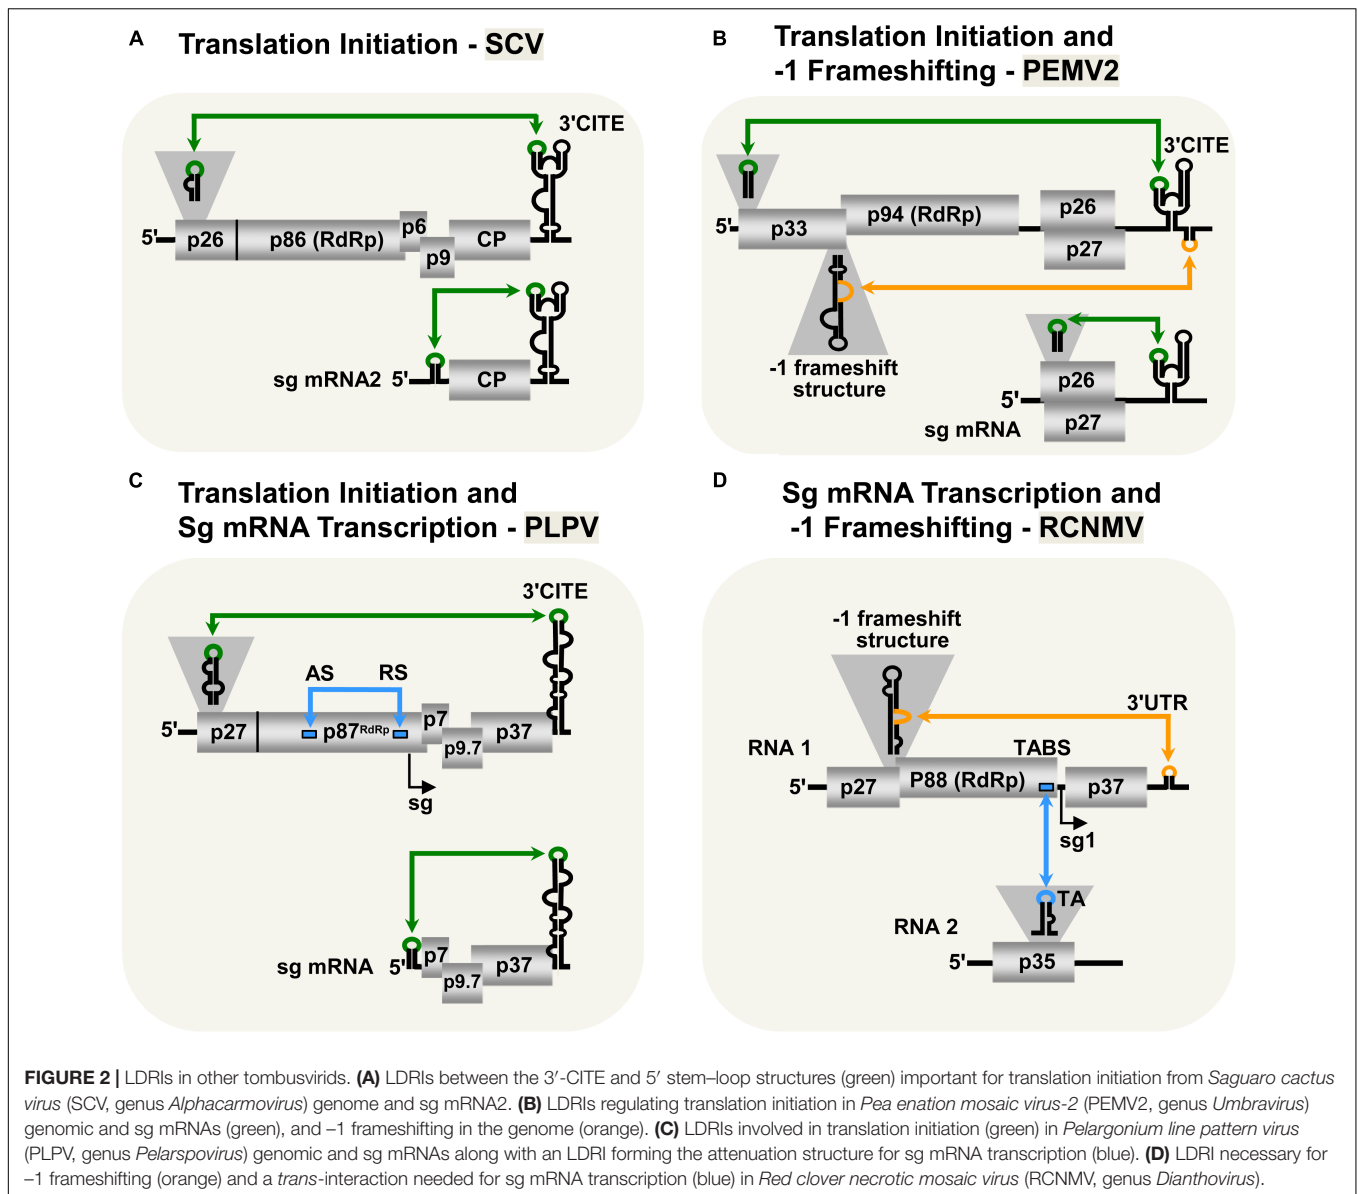 A
Translation Initiation - SCV
3'CITE
5'
p26
p86 (RdRp)
p6
p9
CP
sg mRNA2
5'
CP
B
Translation Initiation and
-1 Frameshifting - PEMV2
3'CITE
5'
p33
p94 (RdRp)
p26
p27
-1 frameshift
structure
5'
p26
p27
sg mRNA
C
Translation Initiation and
Sg mRNA Transcription - PLPV
3'CITE
AS
RS
5'
p27
p87RdRp
p7
p9.7
p37
sg
sg mRNA
5'
p7
p9.7
p37
D
Sg mRNA Transcription and
-1 Frameshifting - RCNMV
-1 frameshift
structure
3'UTR
RNA 1
TABS
5'
p27
P88 (RdRp)
p37
sg1
TA
RNA 2
5'
p35
FIGURE 2 | LDRIs in other tombusvirids. (A) LDRIs between the 3′-CITE and 5′ stem–loop structures (green) important for translation initiation from Saguaro cactus
virus (SCV, genus Alphacarmovirus) genome and sg mRNA2. (B) LDRIs regulating translation initiation in Pea enation mosaic virus-2 (PEMV2, genus Umbravirus)
genomic and sg mRNAs (green), and –1 frameshifting in the genome (orange). (C) LDRIs involved in translation initiation (green) in Pelargonium line pattern virus
(PLPV, genus Pelarspovirus) genomic and sg mRNAs along with an LDRI forming the attenuation structure for sg mRNA transcription (blue). (D) LDRI necessary for
–1 frameshifting (orange) and a trans-interaction needed for sg mRNA transcription (blue) in Red clover necrotic mosaic virus (RCNMV, genus Dianthovirus).